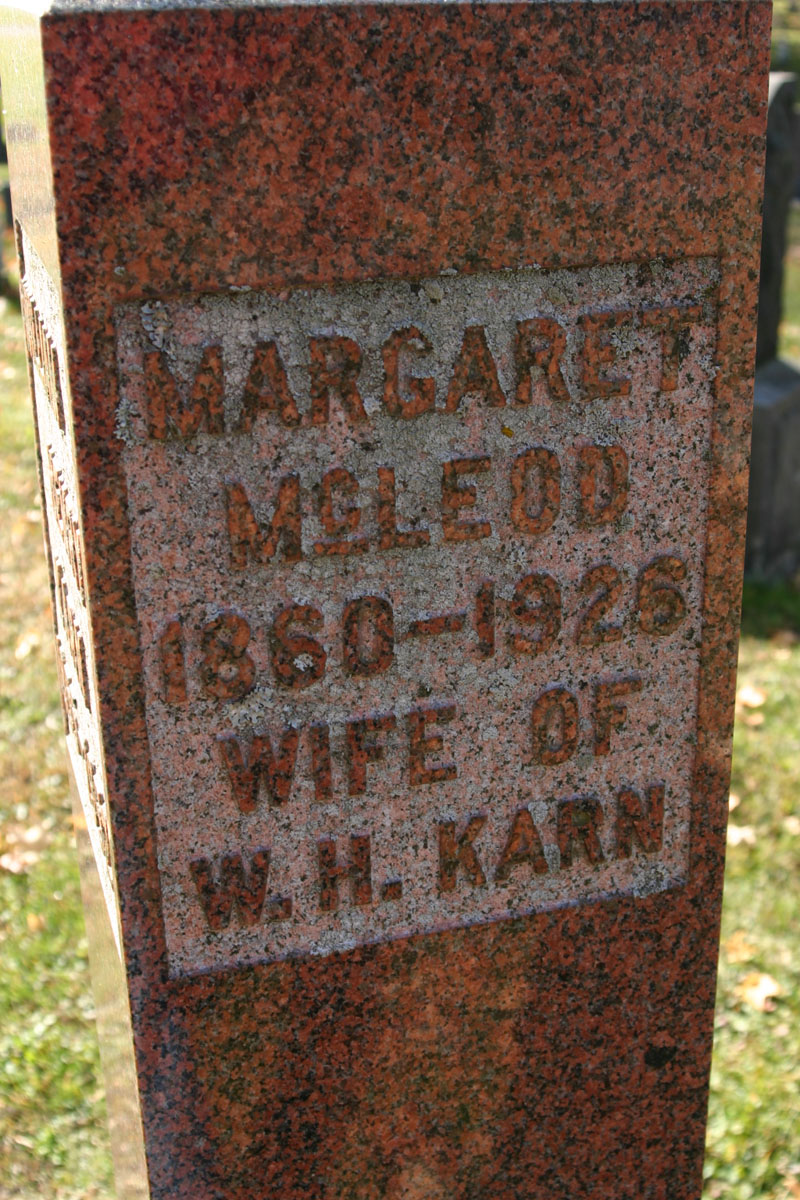 MARGARET
McLEOD
1860-1926
WIFE OF
W. H. KARN